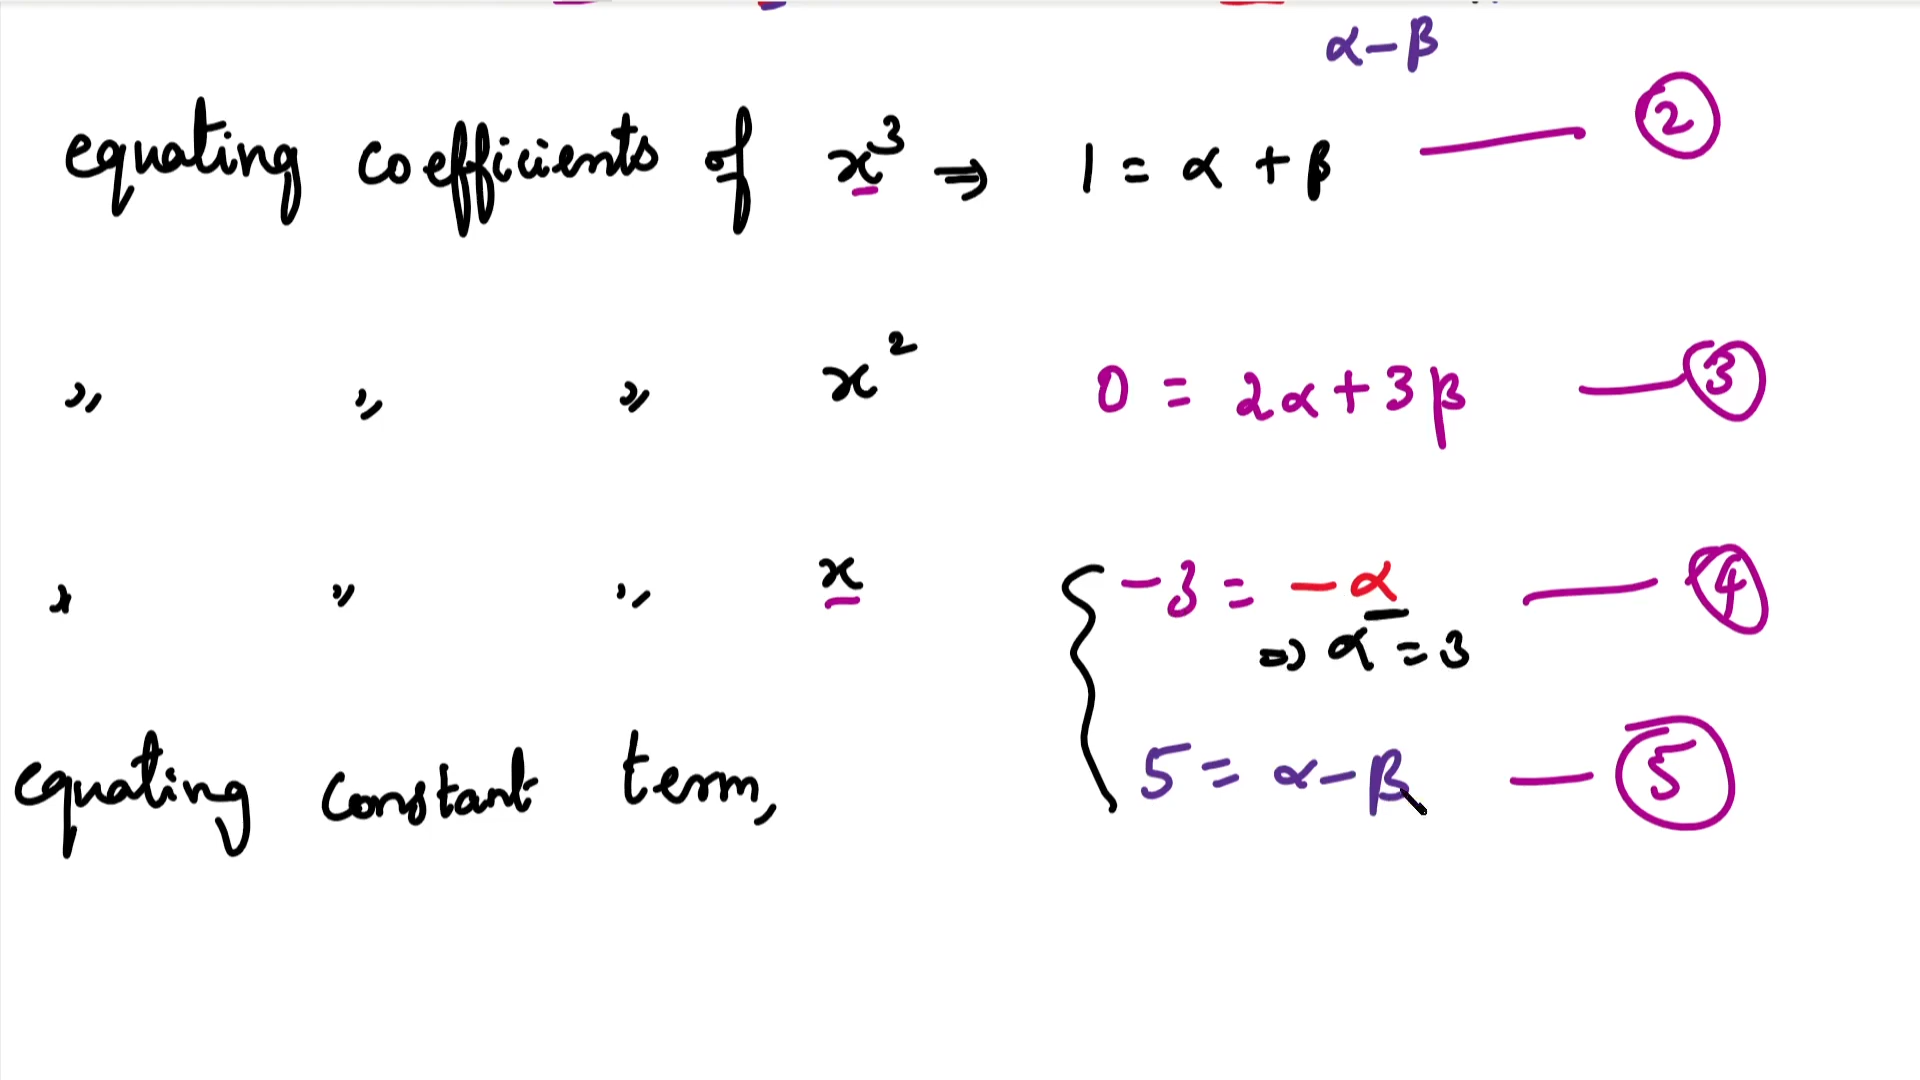 α-β
equating coefficients of x³ ⇒ 1 = α + β — ②
,, ,, ,, x² 0 = 2α+3β — ③
,, ,, ,, x -3 = -α — ④
⇒ α = 3
equating constant term, 5 = α-β — ⑤